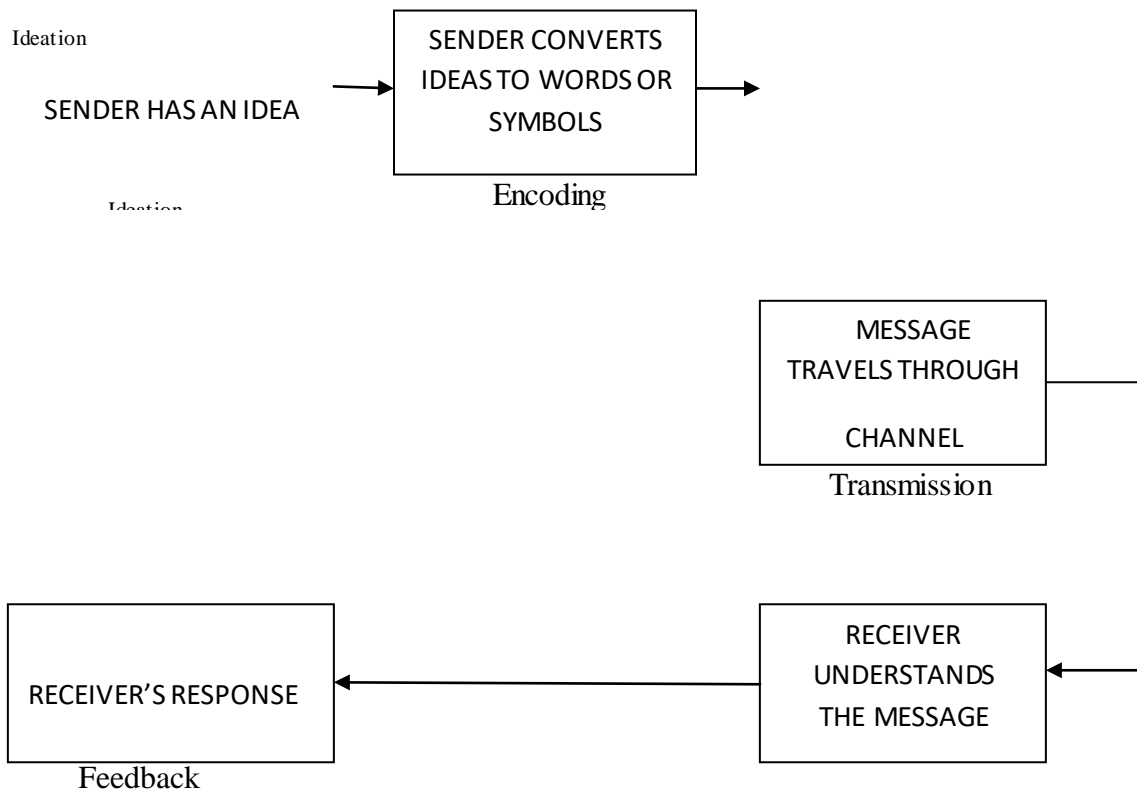 Ideation
SENDER HAS AN IDEA
Ideation
SENDER CONVERTS
IDEAS TO WORDS OR
SYMBOLS
Encoding
MESSAGE
TRAVELS THROUGH
CHANNEL
Transmission
RECEIVER
UNDERSTANDS
THE MESSAGE
RECEIVER’S RESPONSE
Feedback